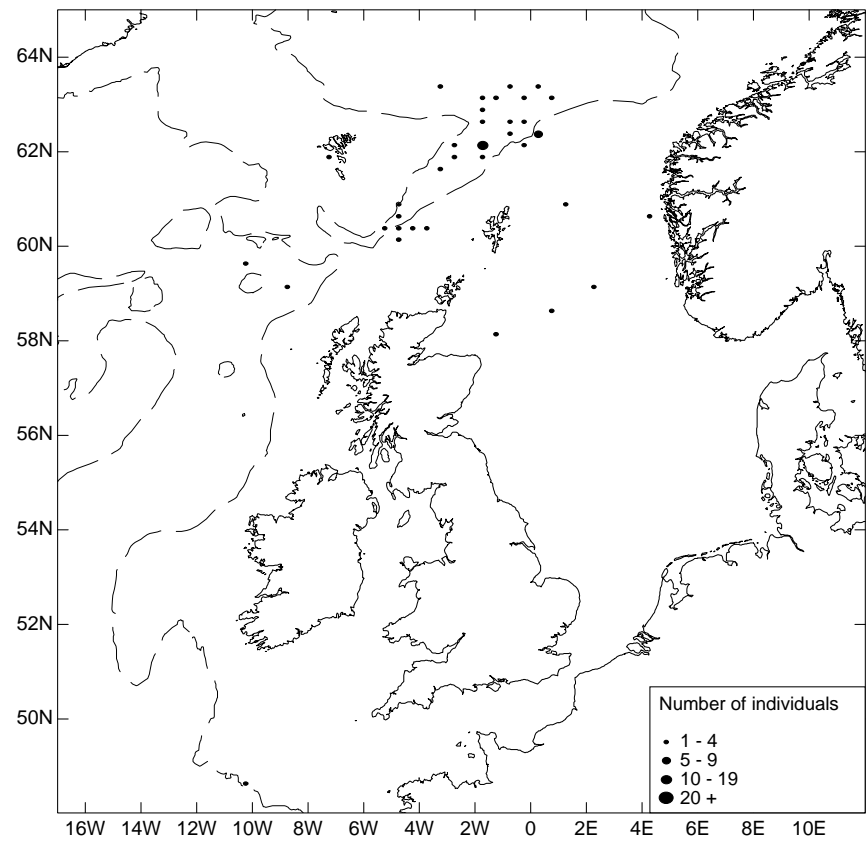 64N
62N
60N
58N
56N
54N
52N
50N
Number of individuals
1 - 4
5 - 9
10 - 19
20 +
16W 14W 12W 10W 8W 6W 4W 2W 0 2E 4E 6E 8E 10E